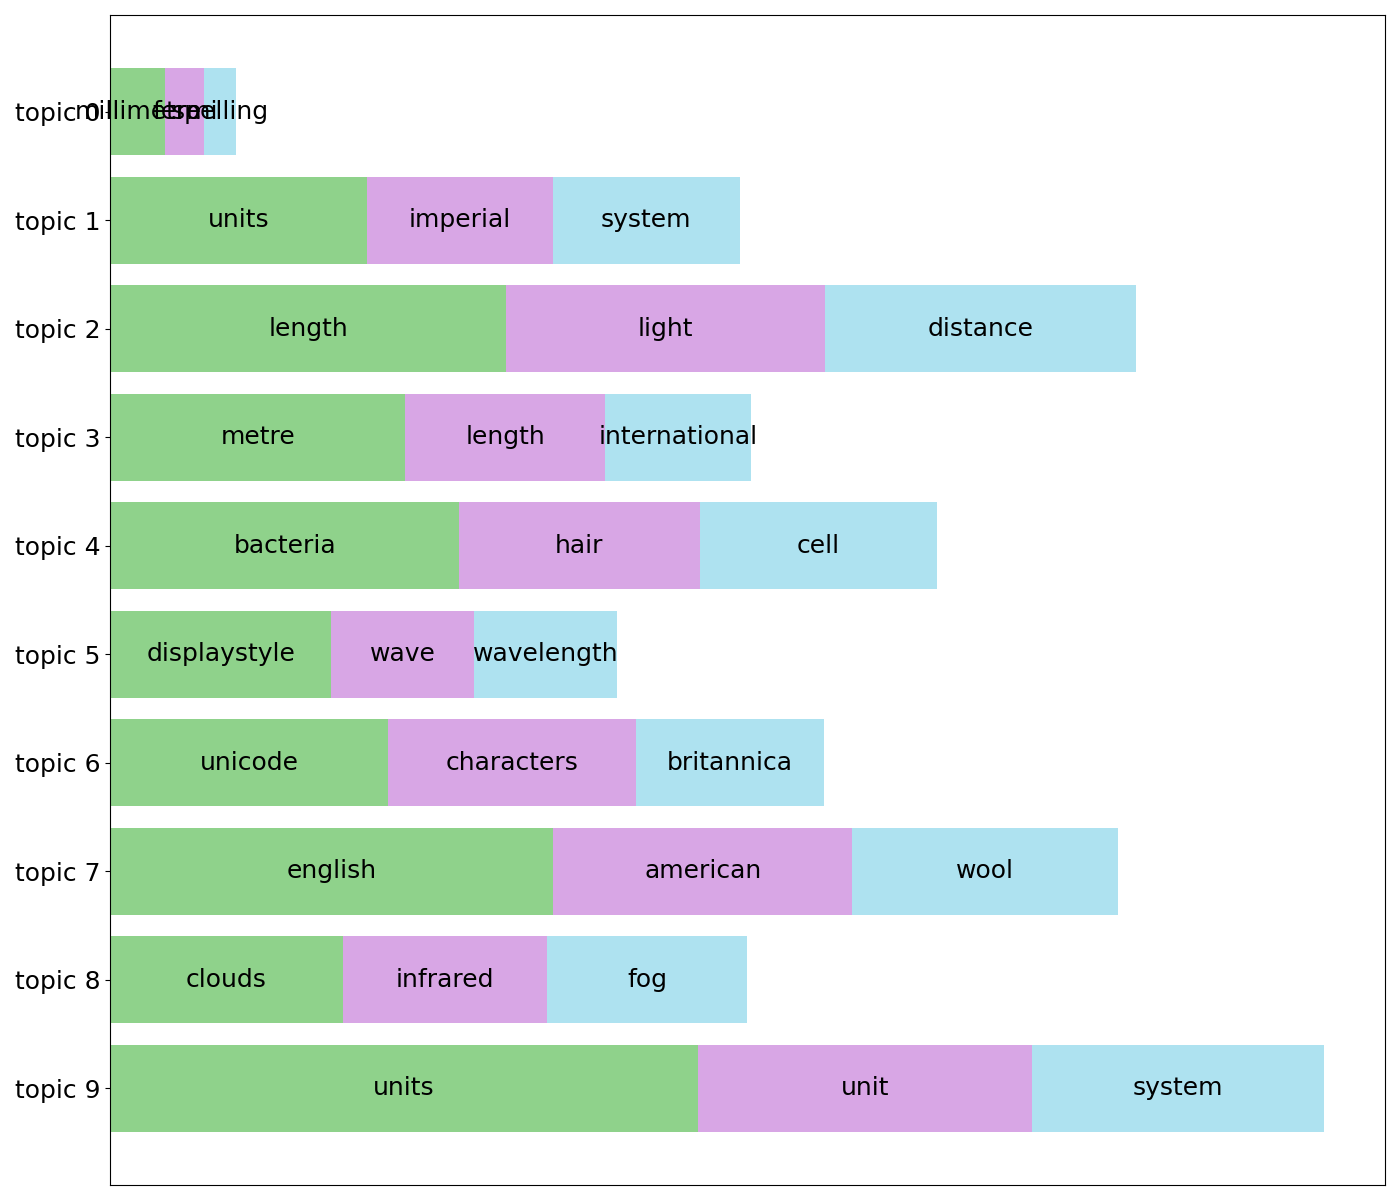 topic 0 millimetre spelling
topic 1 units imperial system
topic 2 length light distance
topic 3 metre length international
topic 4 bacteria hair cell
topic 5 displaystyle wave wavelength
topic 6 unicode characters britannica
topic 7 english american wool
topic 8 clouds infrared fog
topic 9 units unit system